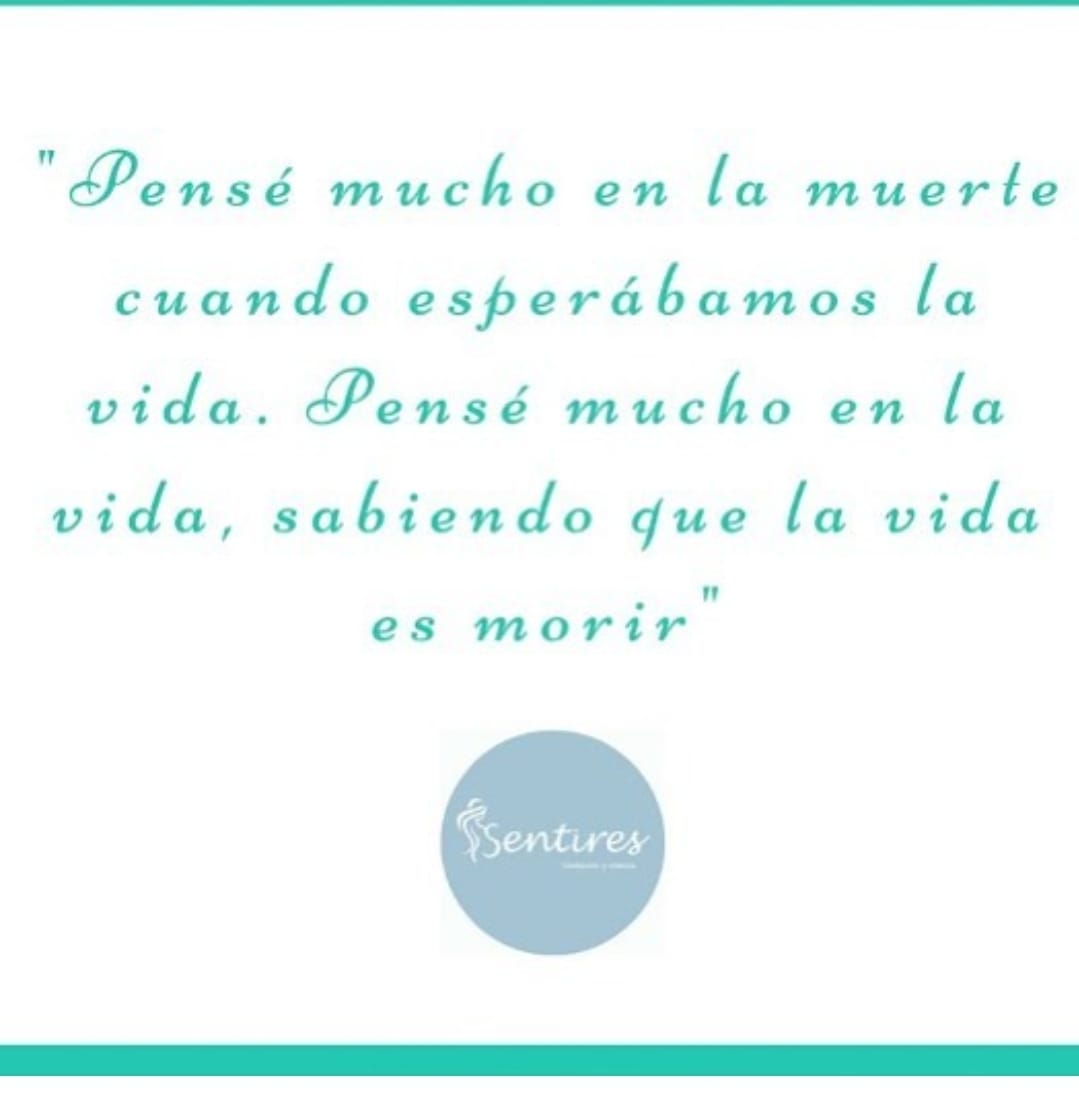 "Pensé mucho en la muerte
cuando esperábamos la
vida. Pensé mucho en la
vida, sabiendo que la vida
es morir"
Sentires